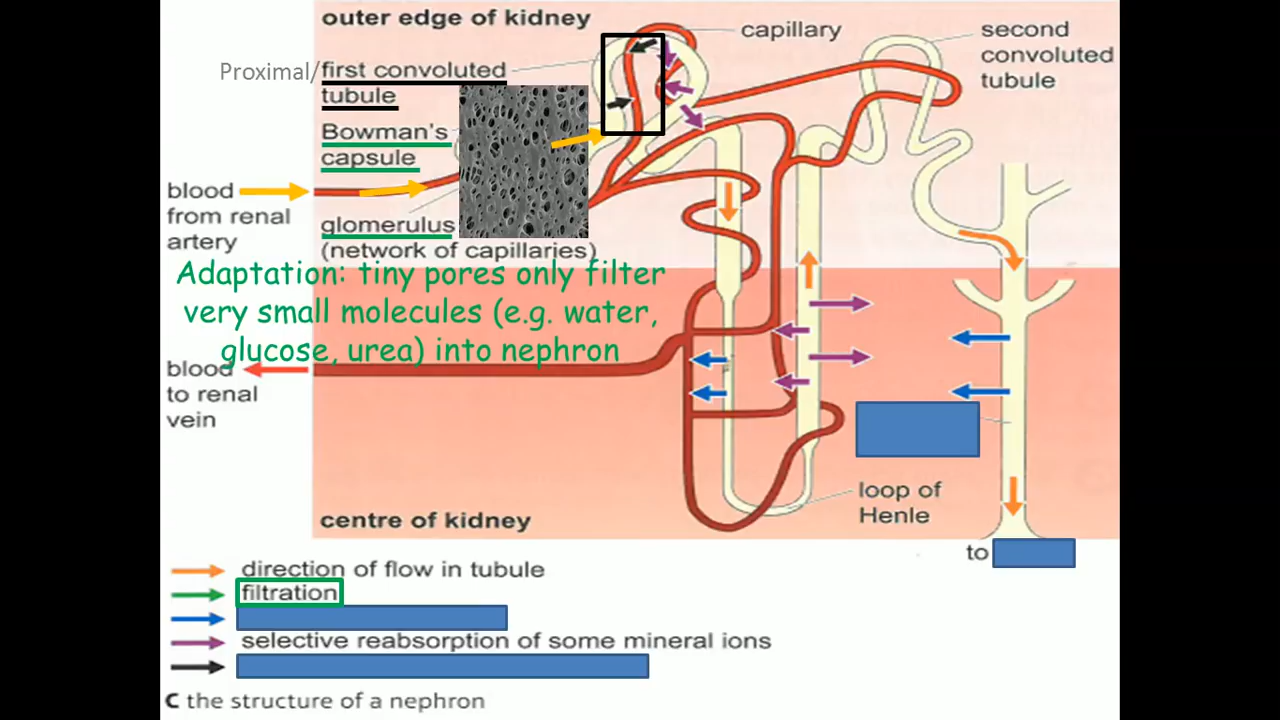 outer edge of kidney
capillary
second
convoluted
tubule
Proximal/first convoluted
tubule
Bowman's
capsule
blood
from renal
artery
glomerulus
(network of capillaries)
Adaptation: tiny pores only filter
very small molecules (e.g. water,
glucose, urea) into nephron
blood
to renal
vein
loop of
Henle
centre of kidney
to
direction of flow in tubule
filtration
selective reabsorption of some mineral ions
C the structure of a nephron